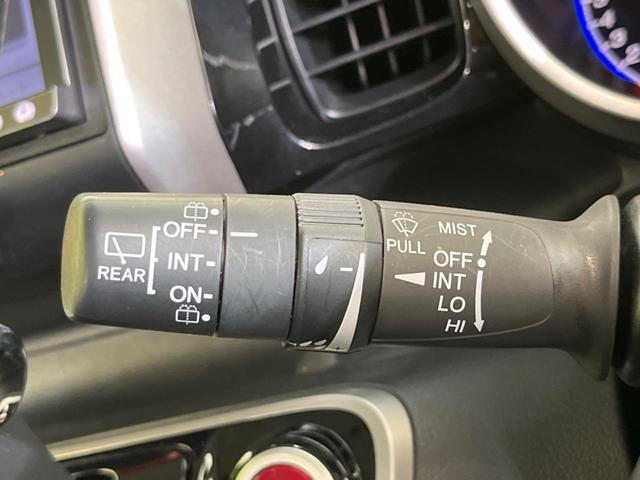 OFF
INT
ON
REAR
PULL
MIST
OFF
INT
LO
HI